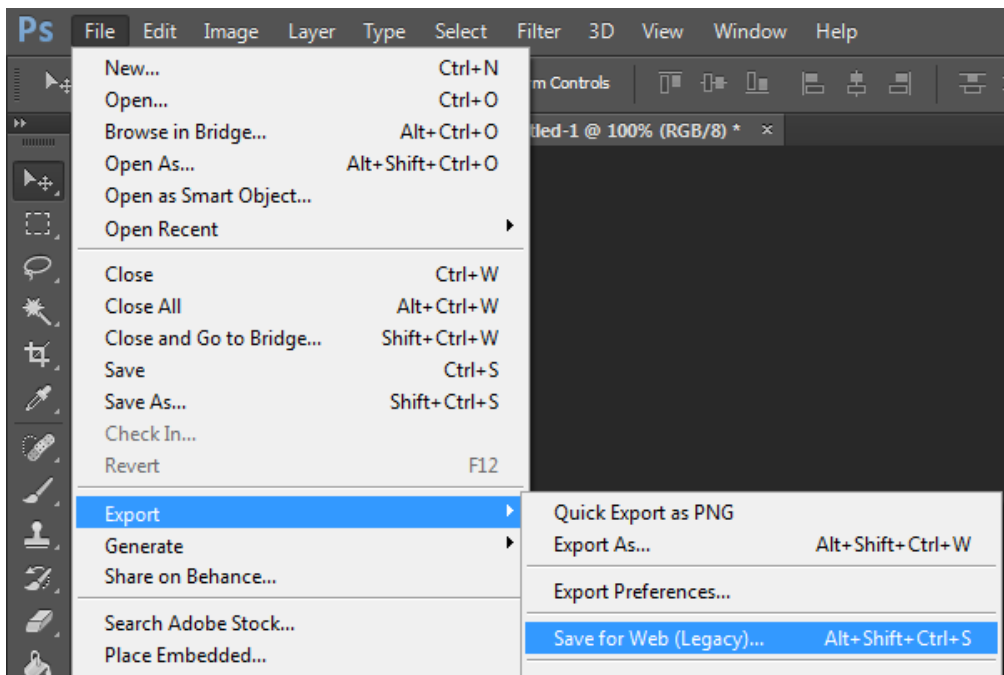 Ps File Edit Image Layer Type Select Filter 3D View Window Help
New... Ctrl+N
m Controls
Open... Ctrl+O
Browse in Bridge... Alt+Ctrl+O
tled-1 @ 100% (RGB/8) * ×
Open As... Alt+Shift+Ctrl+O
Open as Smart Object...
Open Recent
Close Ctrl+W
Close All Alt+Ctrl+W
Close and Go to Bridge... Shift+Ctrl+W
Save Ctrl+S
Save As... Shift+Ctrl+S
Check In...
Revert F12
Export
Generate
Share on Behance...
Search Adobe Stock...
Place Embedded...
Quick Export as PNG
Export As... Alt+Shift+Ctrl+W
Export Preferences...
Save for Web (Legacy)... Alt+Shift+Ctrl+S